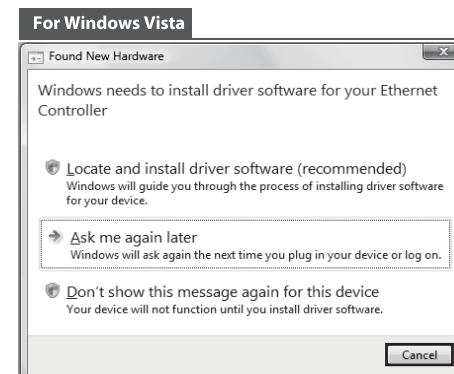 For Windows Vista
Found New Hardware
Windows needs to install driver software for your Ethernet
Controller
Locate and install driver software (recommended)
Windows will guide you through the process of installing driver software
for your device.
Ask me again later
Windows will ask again the next time you plug in your device or log on.
Don't show this message again for this device
Your device will not function until you install driver software.
Cancel